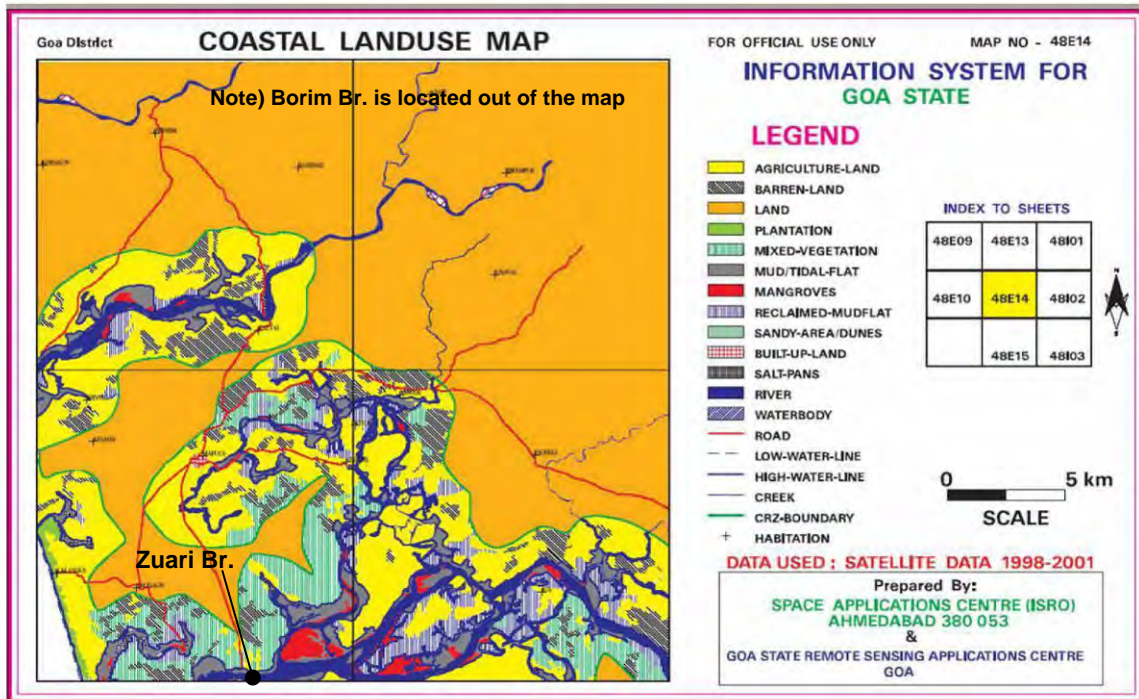 Goa District
COASTAL LANDUSE MAP
Note) Borim Br. is located out of the map
Zuari Br.
FOR OFFICIAL USE ONLY
MAP NO - 48E14
INFORMATION SYSTEM FOR
GOA STATE
LEGEND
AGRICULTURE-LAND
BARREN-LAND
LAND
PLANTATION
MIXED-VEGETATION
MUD/TIDAL-FLAT
MANGROVES
RECLAIMED-MUDFLAT
SANDY-AREA/DUNES
BUILT-UP-LAND
SALT-PANS
RIVER
WATERBODY
ROAD
LOW-WATER-LINE
HIGH-WATER-LINE
CREEK
CRZ-BOUNDARY
HABITATION
INDEX TO SHEETS
48E09 48E13 48I01
48E10 48E14 48I02
48E15 48I03
N
S
0 5 km
SCALE
DATA USED : SATELLITE DATA 1998-2001
Prepared By:
SPACE APPLICATIONS CENTRE (ISRO)
AHMEDABAD 380 053
&
GOA STATE REMOTE SENSING APPLICATIONS CENTRE
GOA